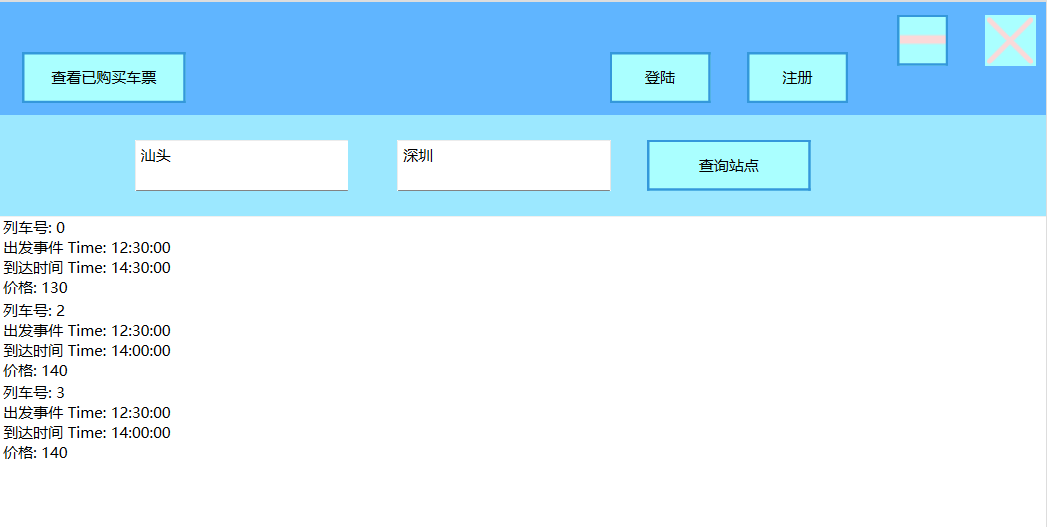 查看已购买车票
登陆
注册
汕头
深圳
查询站点
列车号: 0
出发事件 Time: 12:30:00
到达时间 Time: 14:30:00
价格: 130
列车号: 2
出发事件 Time: 12:30:00
到达时间 Time: 14:00:00
价格: 140
列车号: 3
出发事件 Time: 12:30:00
到达时间 Time: 14:00:00
价格: 140